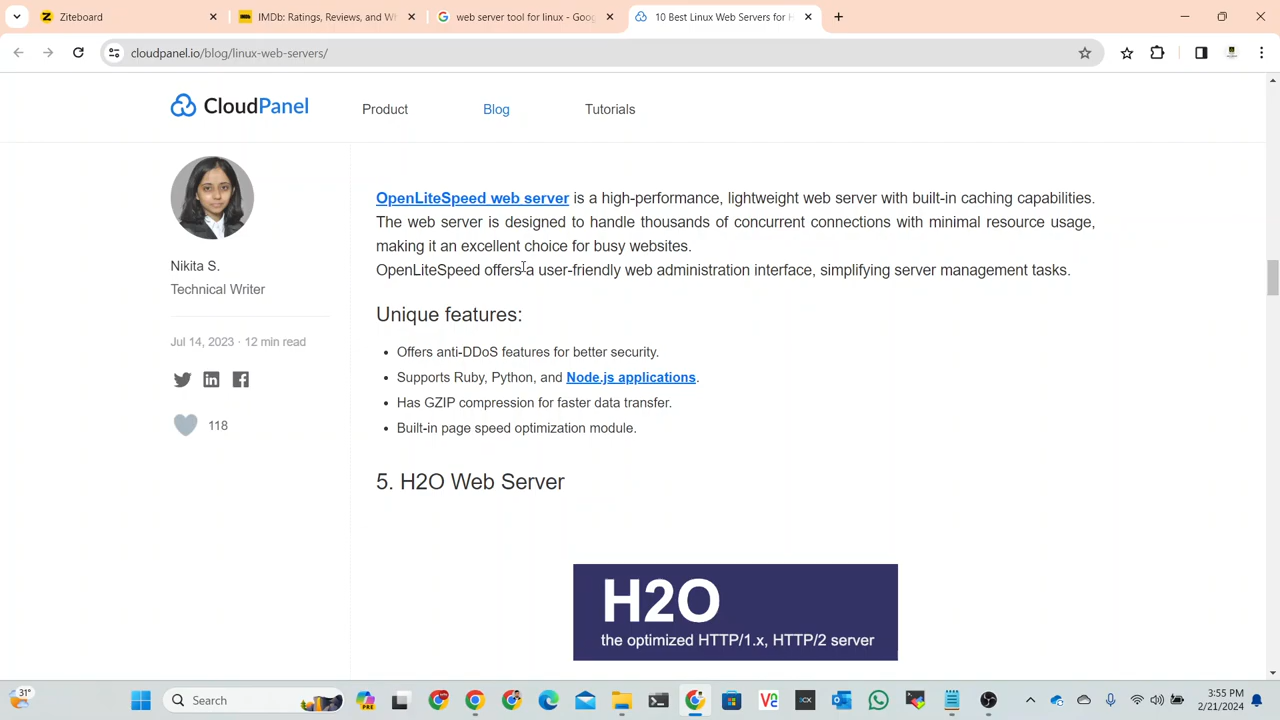 Ziteboard
IMDb: Ratings, Reviews, and W
web server tool for linux - Goog
10 Best Linux Web Servers for H
cloudpanel.io/blog/linux-web-servers/
CloudPanel
Product
Blog
Tutorials
Nikita S.
Technical Writer
Jul 14, 2023 · 12 min read
118
OpenLiteSpeed web server is a high-performance, lightweight web server with built-in caching capabilities.
The web server is designed to handle thousands of concurrent connections with minimal resource usage,
making it an excellent choice for busy websites.
OpenLiteSpeed offers a user-friendly web administration interface, simplifying server management tasks.
Unique features:
• Offers anti-DDoS features for better security.
• Supports Ruby, Python, and Node.js applications.
• Has GZIP compression for faster data transfer.
• Built-in page speed optimization module.
5. H2O Web Server
H2O
the optimized HTTP/1.x, HTTP/2 server
31°
Search
PRE
3:55 PM
2/21/2024